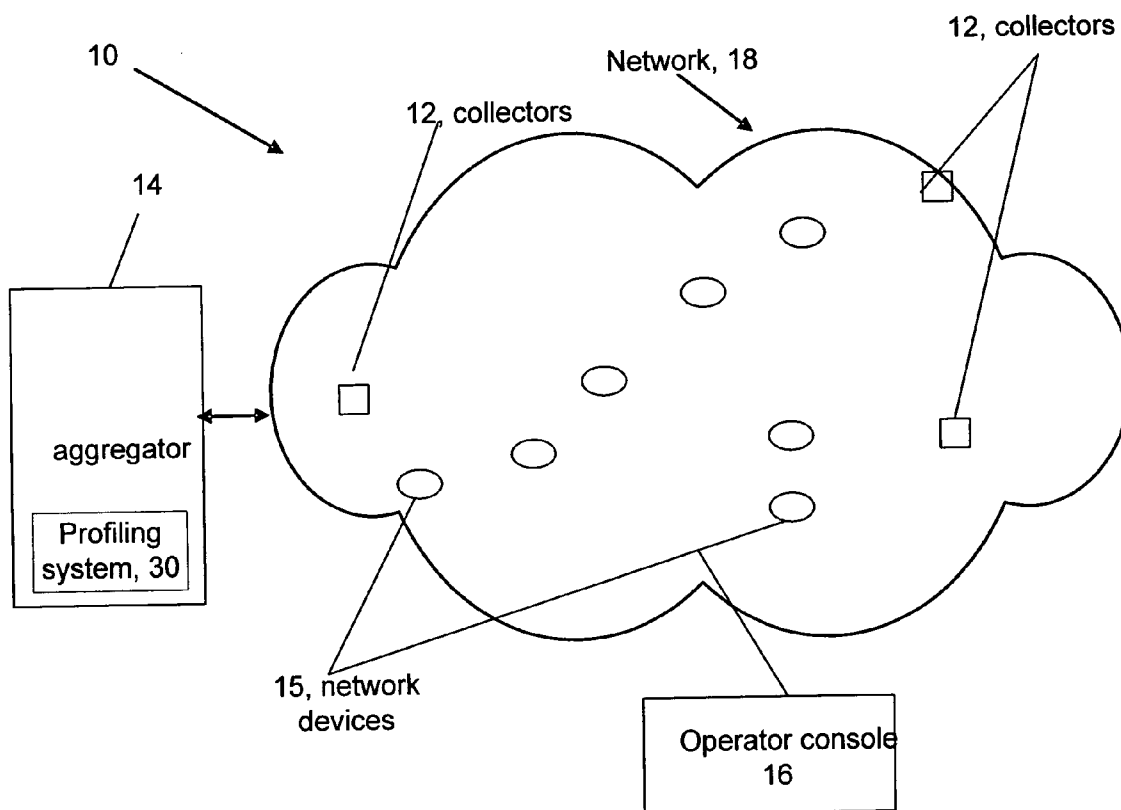 12, collectors
10
Network, 18
12, collectors
14
aggregator
Profiling
system, 30
15, network
devices
Operator console
16